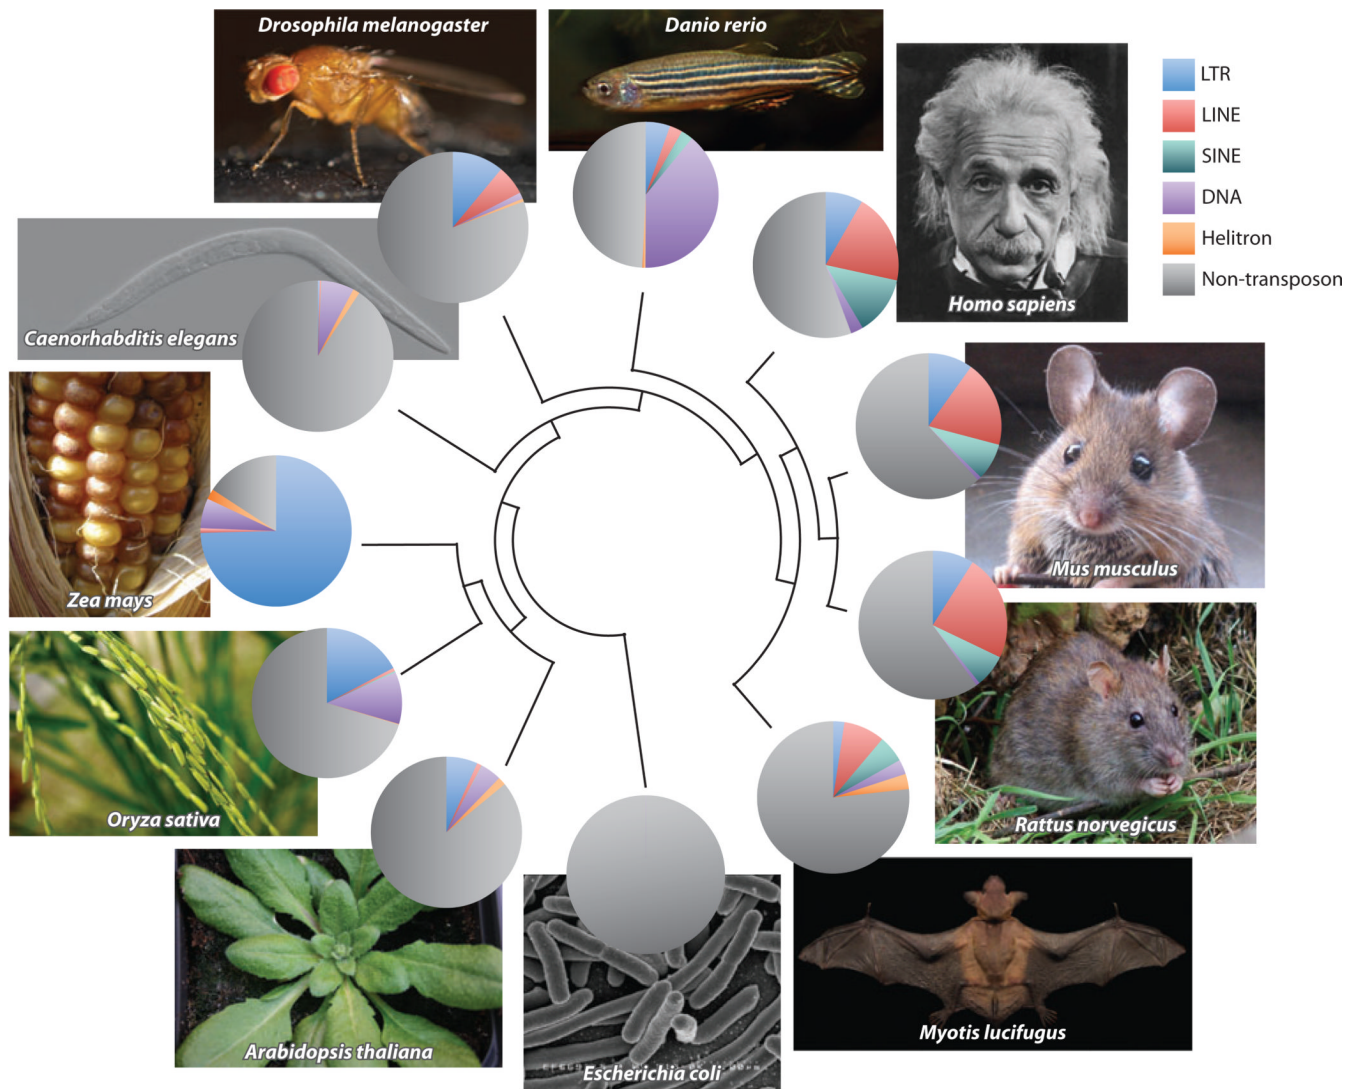 Drosophila melanogaster
Danio rerio
LTR
LINE
SINE
DNA
Helitron
Non-transposon
Homo sapiens
Caenorhabditis elegans
Zea mays
Mus musculus
Oryza sativa
Rattus norvegicus
Arabidopsis thaliana
Escherichia coli
Myotis lucifugus